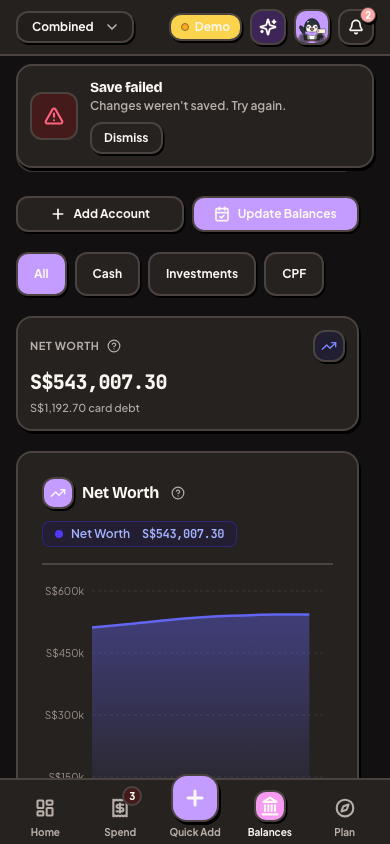 Combined
Demo
2
Save failed
Changes weren't saved. Try again.
Dismiss
Add Account
Update Balances
All
Cash
Investments
CPF
NET WORTH
S$543,007.30
S$1,192.70 card debt
Net Worth
Net Worth S$543,007.30
S$600k
S$450k
S$300k
S$150k
3
Home
Spend
Quick Add
Balances
Plan